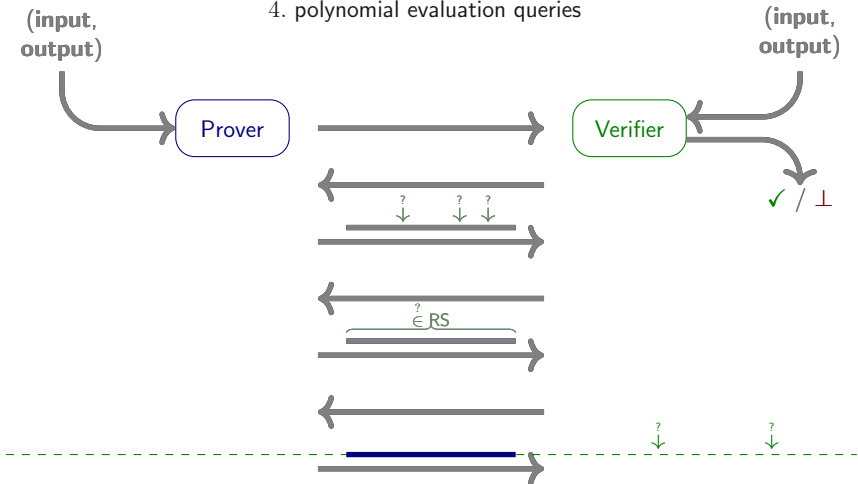 4. polynomial evaluation queries
(input,
output)
(input,
output)
Prover
Verifier
✓ / ⊥
? ? ?
?
∈ RS
? ?